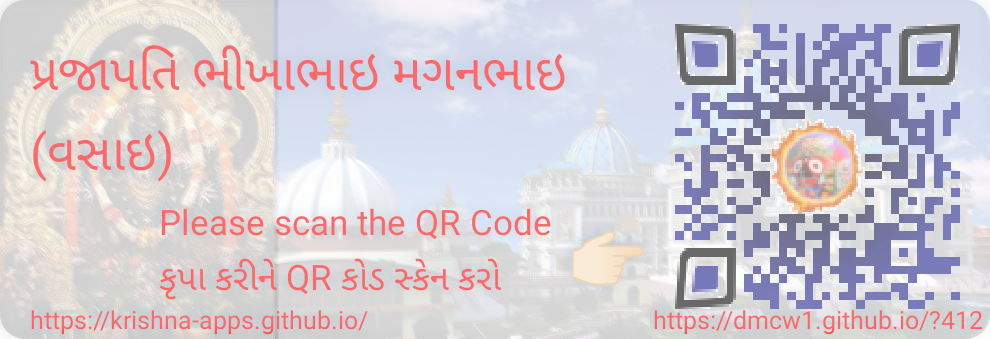 પ્રજાપતિ ભીખાભાઇ મગનભાઇ
(વસાઇ)
Please scan the QR Code
કૃપા કરીને QR કોડ સ્કેન કરો
https://krishna-apps.github.io/
https://dmcw1.github.io/?412